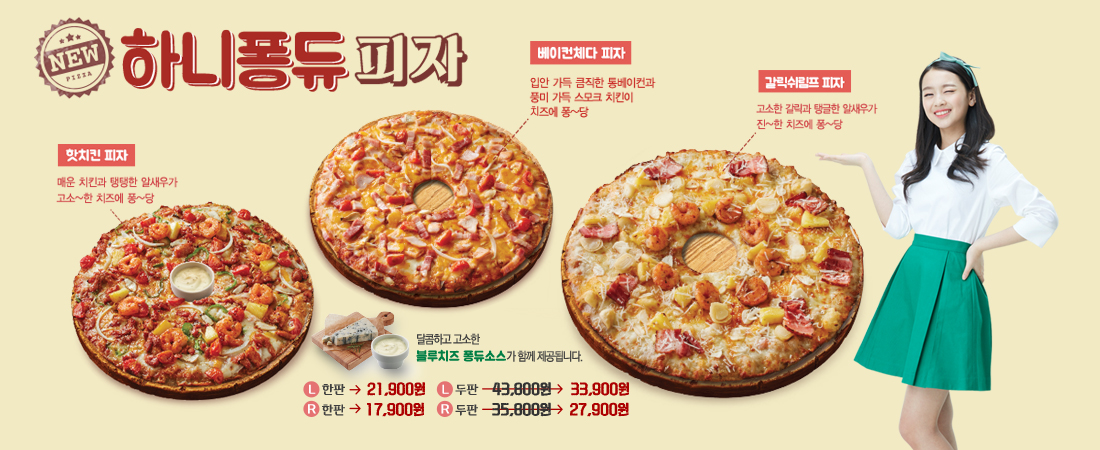 NEW
PIZZA
하니퐁듀 피자
핫치킨 피자
매운 치킨과 탱탱한 알새우가
고소~한 치즈에 퐁~당
베이컨체다 피자
입안 가득 큼직한 통베이컨과
풍미 가득 스모크 치킨이
치즈에 퐁~당
갈릭쉬림프 피자
고소한 갈릭과 탱글한 알새우가
진~한 치즈에 퐁~당
달콤하고 고소한
블루치즈 퐁듀소스가 함께 제공됩니다.
L 한판 → 21,900원 L 두판 43,800원→ 33,900원
R 한판 → 17,900원 R 두판 35,800원→ 27,900원